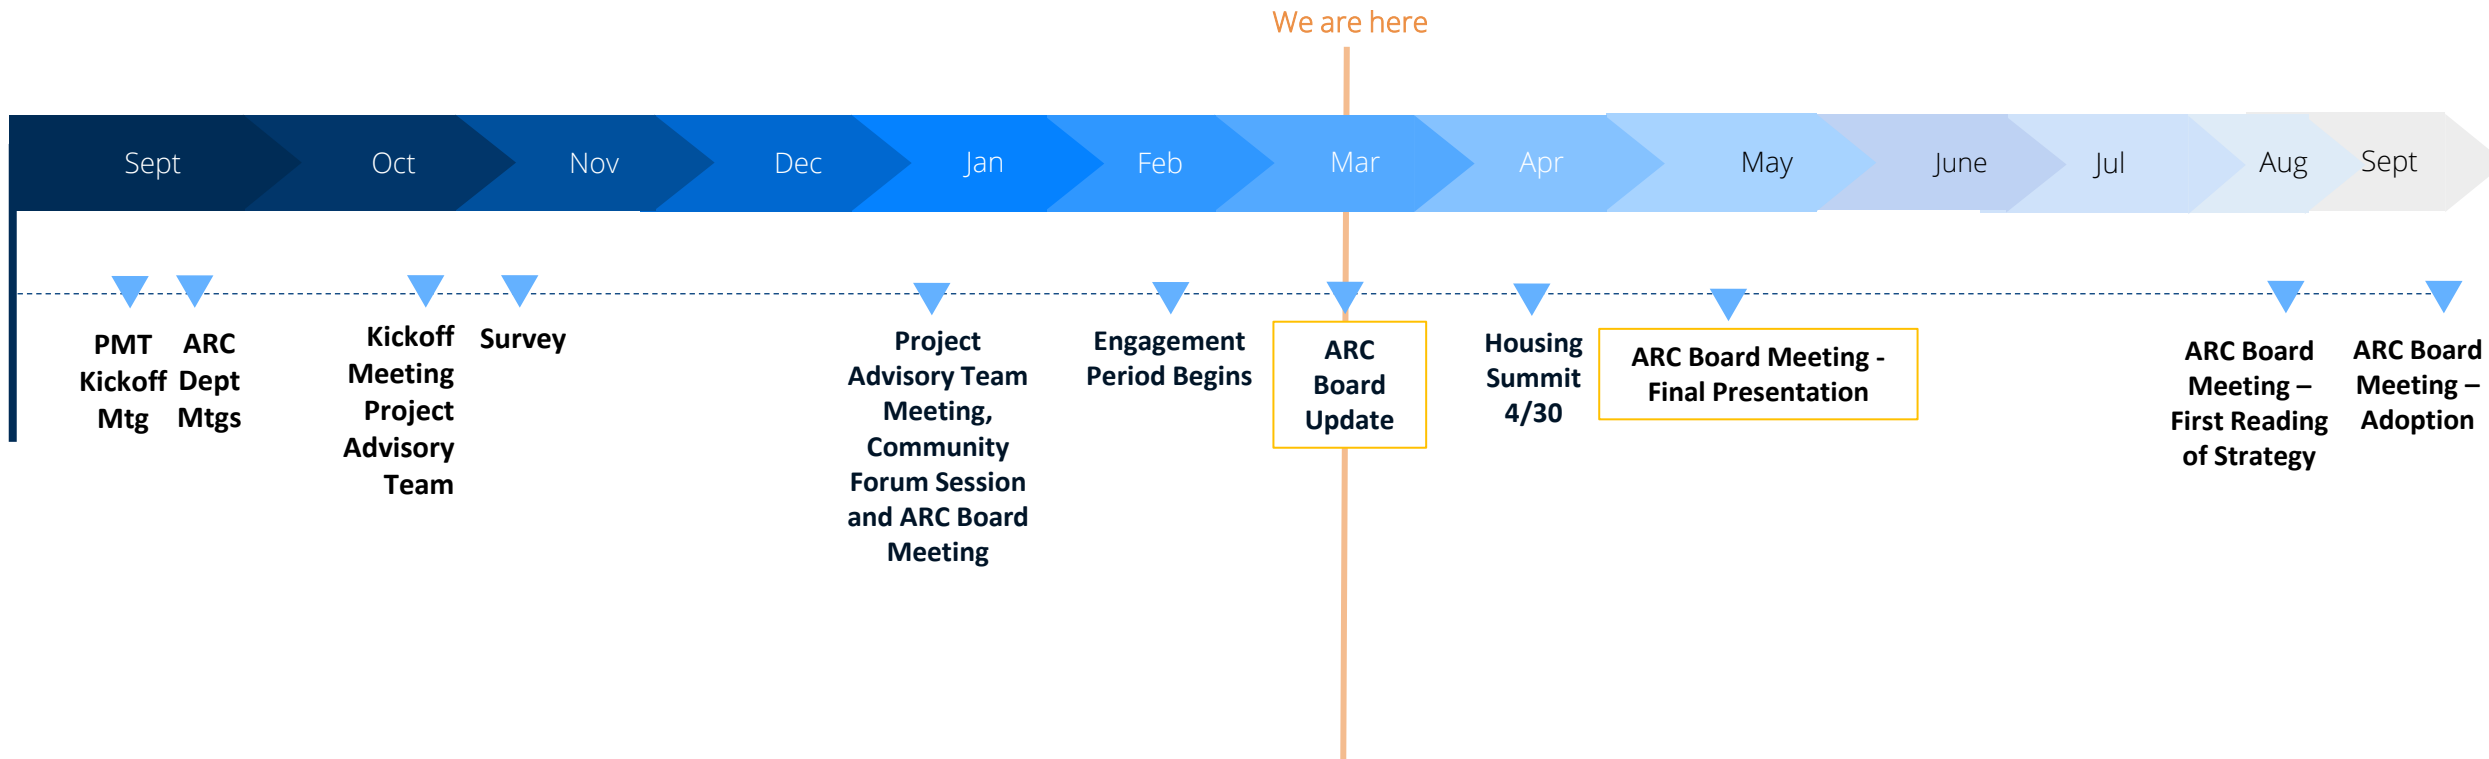 We are here
Sept
Oct
Nov
Dec
Jan
Feb
Mar
Apr
May
June
Jul
Aug
Sept
PMT
Kickoff
Mtg
ARC
Dept
Mtgs
Kickoff
Meeting
Project
Advisory
Team
Survey
Project
Advisory Team
Meeting,
Community
Forum Session
and ARC Board
Meeting
Engagement
Period Begins
ARC
Board
Update
Housing
Summit
4/30
ARC Board Meeting -
Final Presentation
ARC Board
Meeting –
First Reading
of Strategy
ARC Board
Meeting –
Adoption